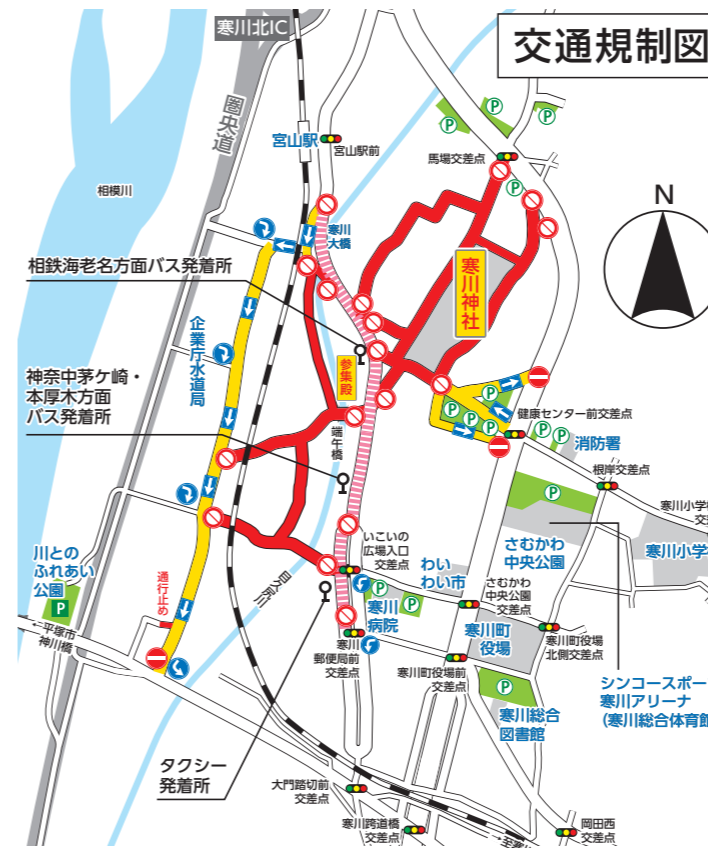 寒川北IC
交通規制図
圏央道
宮山駅
宮山駅前
馬場交差点
相模川
寒川
大橋
N
相鉄海老名方面バス発着所
寒川神社
企業庁水道局
参集殿
神奈中茅ケ崎・
本厚木方面
バス発着所
端午橋
健康センター前交差点
消防署
根岸交差点
寒川小学校
交
いこいの
広場入口
交差点
わい
わい市
さむかわ
中央公園
寒川小学
川との
ふれあい
公園
P
通行止め
目久尻川
さむかわ
中央公園
交差点
寒川
病院
寒川町
役場
寒川町役場
北側交差点
←平塚市
神川橋
寒川
郵便局前
交差点
寒川町役場前
交差点
シンコースポー
寒川アリーナ
(寒川総合体育館
寒川総合
図書館
タクシー
発着所
大門踏切前
交差点
寒川跨道橋
交差点
岡田西
交差点
→至寒川